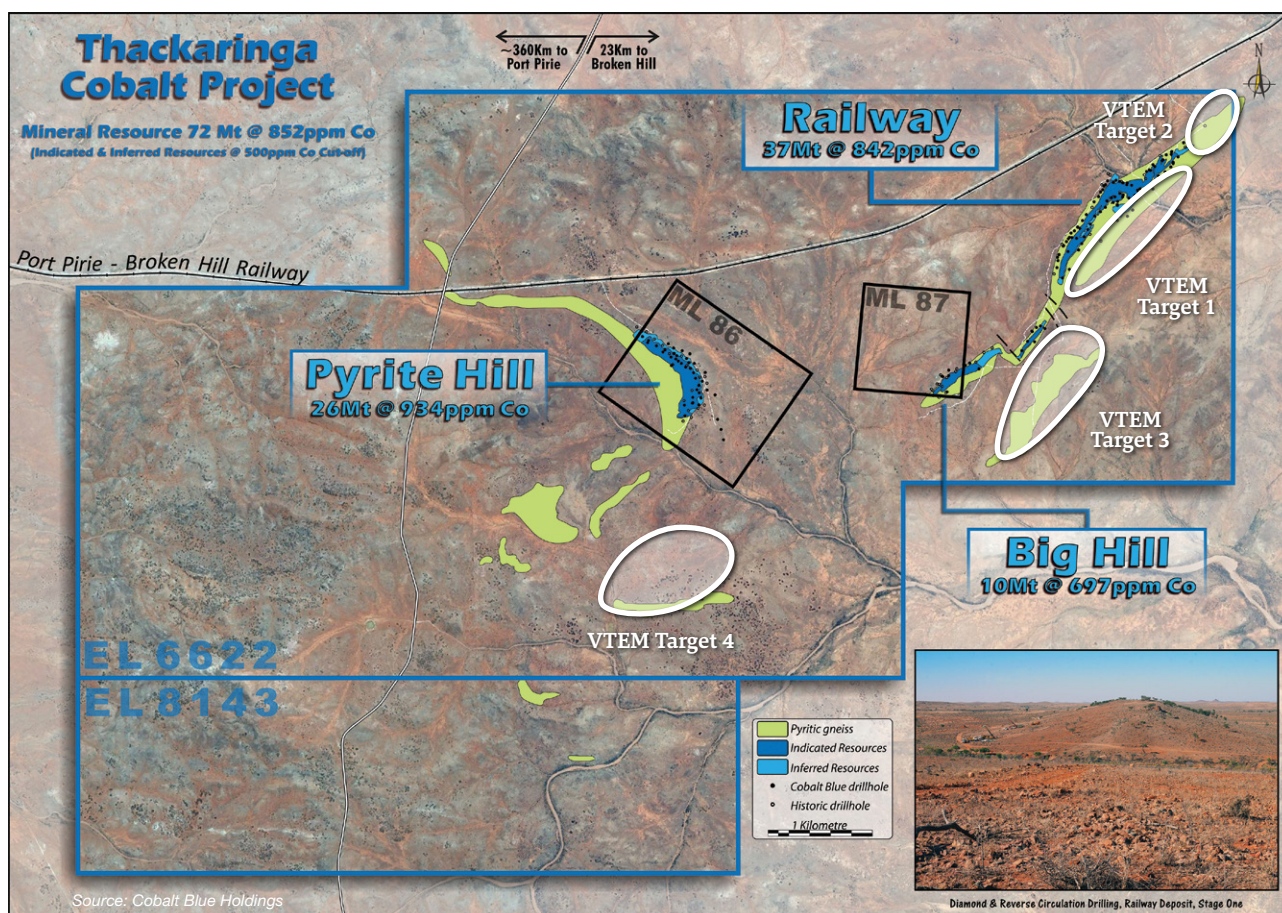 Thackaringa
Cobalt Project
Mineral Resource 72 Mt @ 852ppm Co
(Indicated & Inferred Resources @ 500ppm Co Cut-off)
~360Km to
Port Pirie
23Km to
Broken Hill
N
Railway
37Mt @ 842ppm Co
VTEM
Target 2
Port Pirie - Broken Hill Railway
VTEM
Target 1
ML 86
ML 87
Pyrite Hill
26Mt @ 934ppm Co
VTEM
Target 3
Big Hill
10Mt @ 697ppm Co
VTEM Target 4
EL 6622
EL 8143
Pyritic gneiss
Indicated Resources
Inferred Resources
Cobalt Blue drillhole
Historic drillhole
1 Kilometre
Source: Cobalt Blue Holdings
Diamond & Reverse Circulation Drilling, Railway Deposit, Stage One